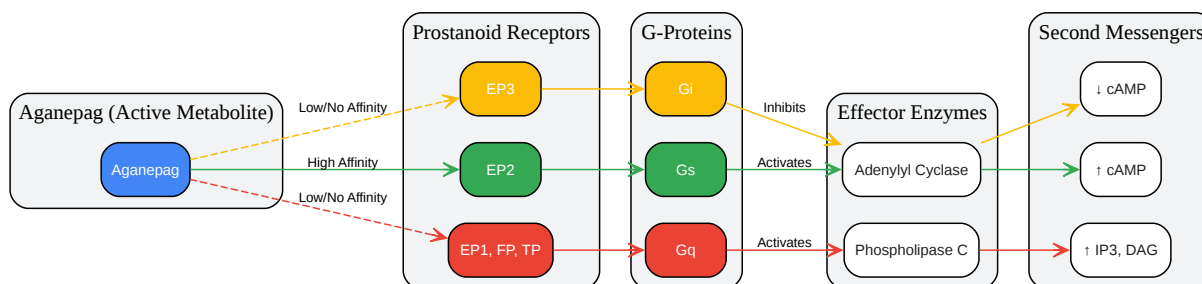 Prostanoid Receptors
G-Proteins
Second Messengers
EP3
Gi
↓ cAMP
Low/No Affinity
Inhibits
Aganepag (Active Metabolite)
Effector Enzymes
Aganepag
High Affinity
EP2
Gs
Activates
Adenylyl Cyclase
↑ cAMP
Low/No Affinity
EP1, FP, TP
Gq
Activates
Phospholipase C
↑ IP3, DAG